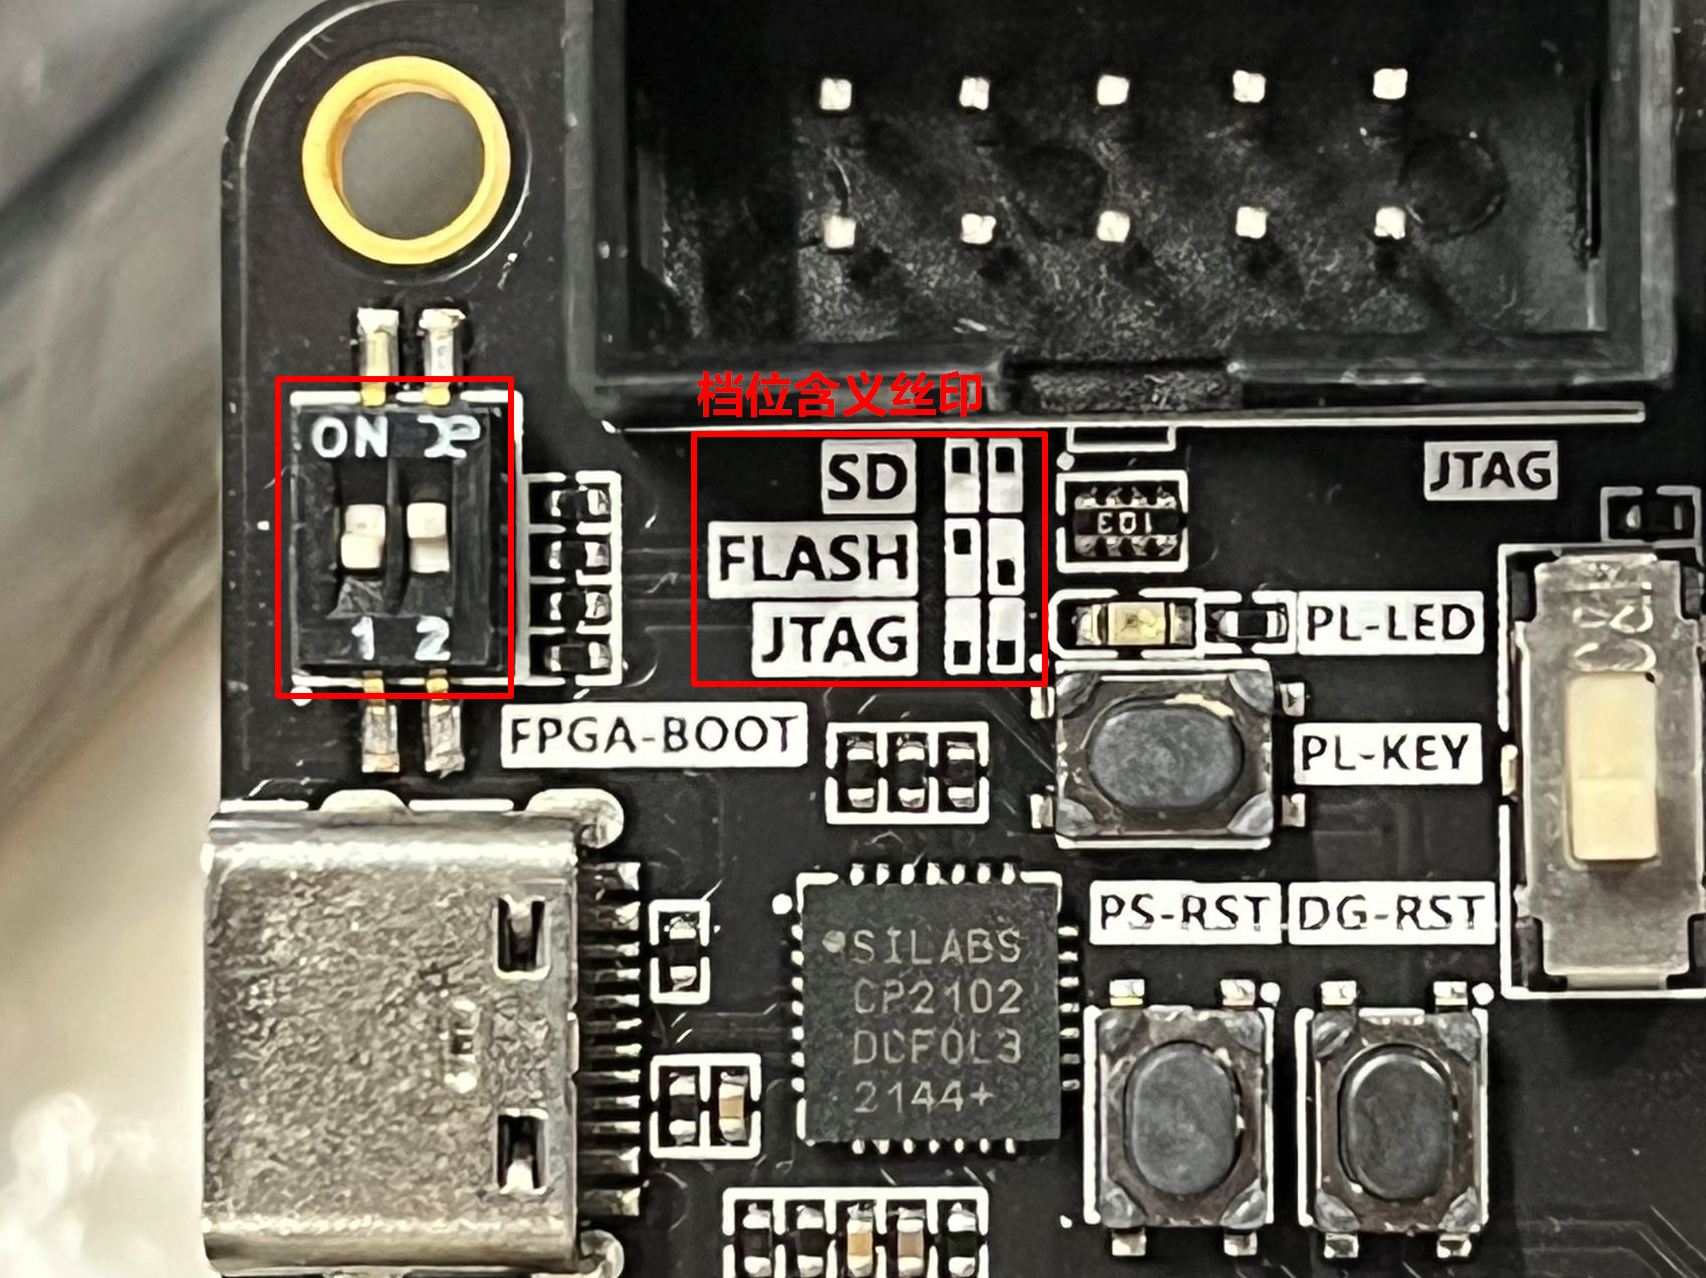 档位含义丝印
ON
1 2
SD
FLASH
JTAG
JTAG
103
PL-LED
FPGA-BOOT
PL-KEY
PS-RST
DG-RST
SILABS
CP2102
DCF0L3
2144+